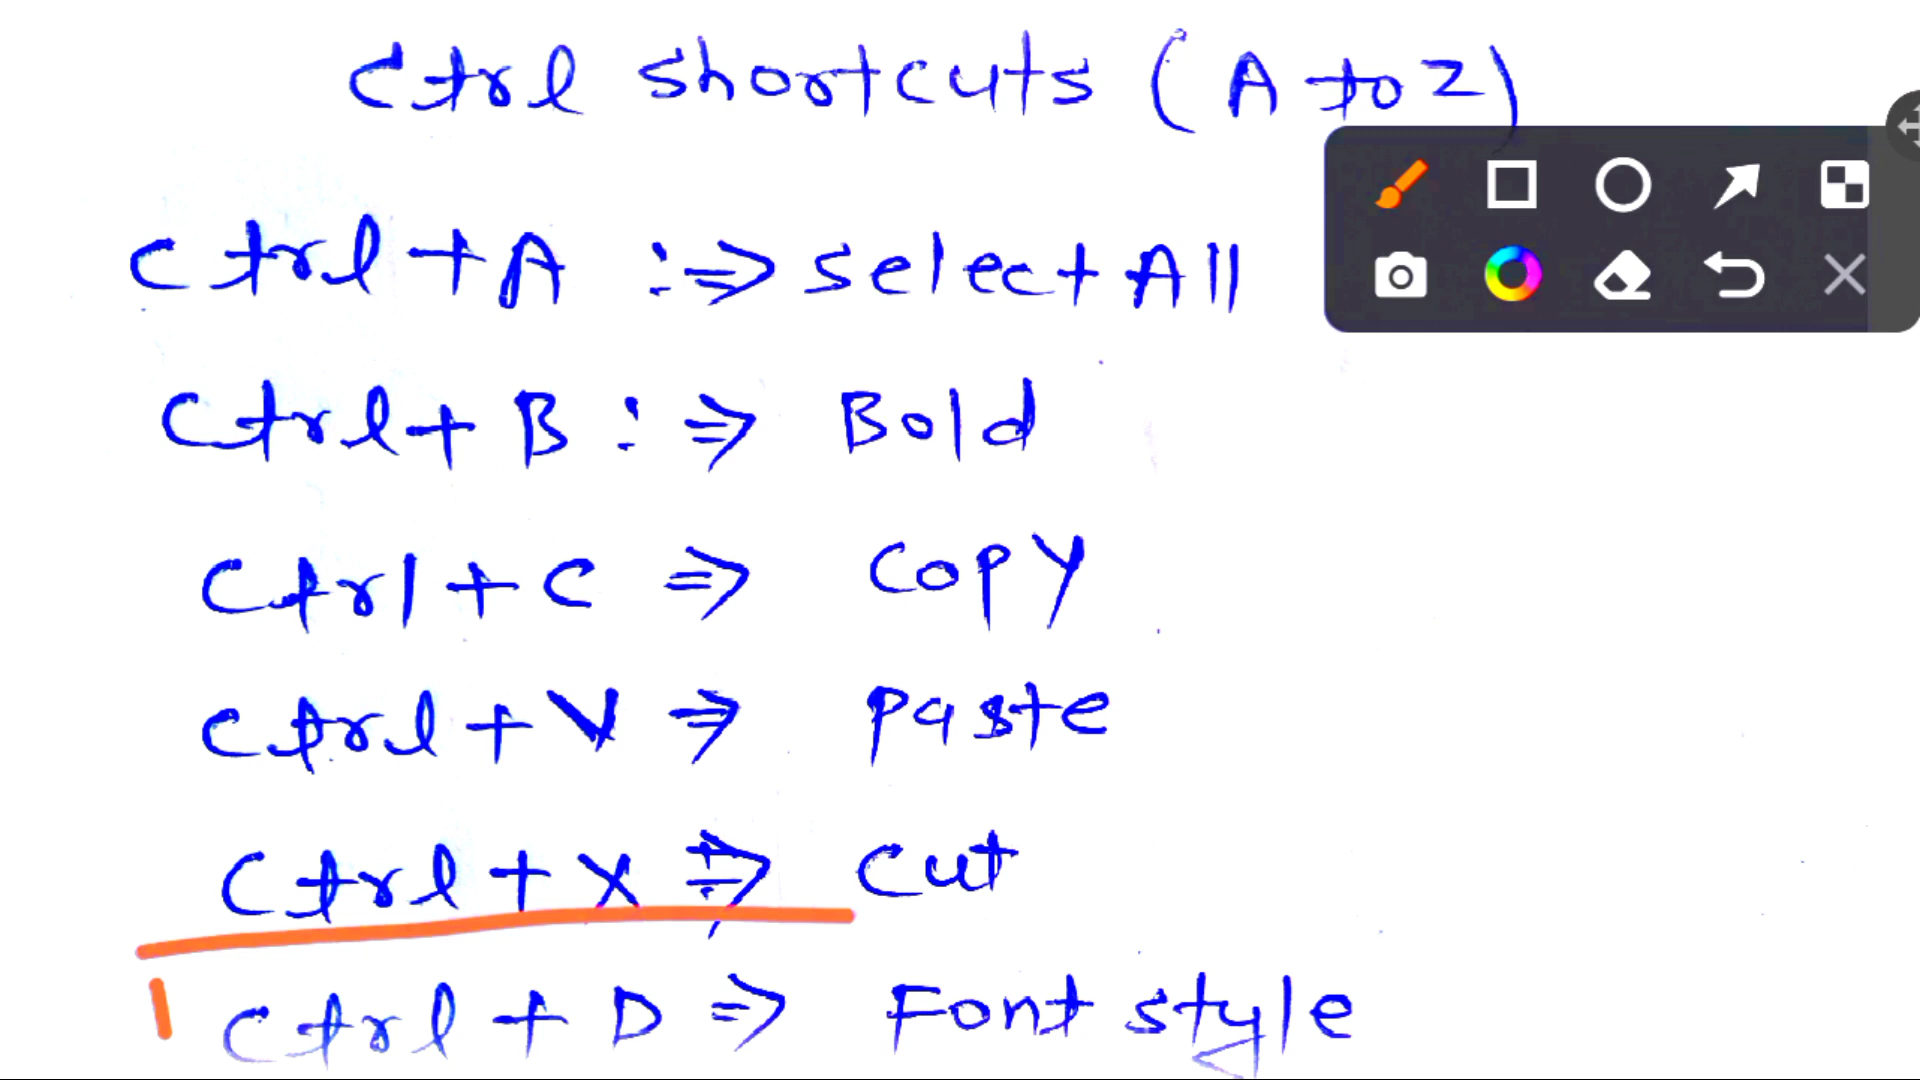 Ctrl shortcuts (A to Z)
Ctrl + A :⇒ select All
Ctrl + B :⇒ Bold
Ctrl + C ⇒ Copy
Ctrl + V ⇒ paste
Ctrl + X ⇒ cut
Ctrl + D ⇒ Font style